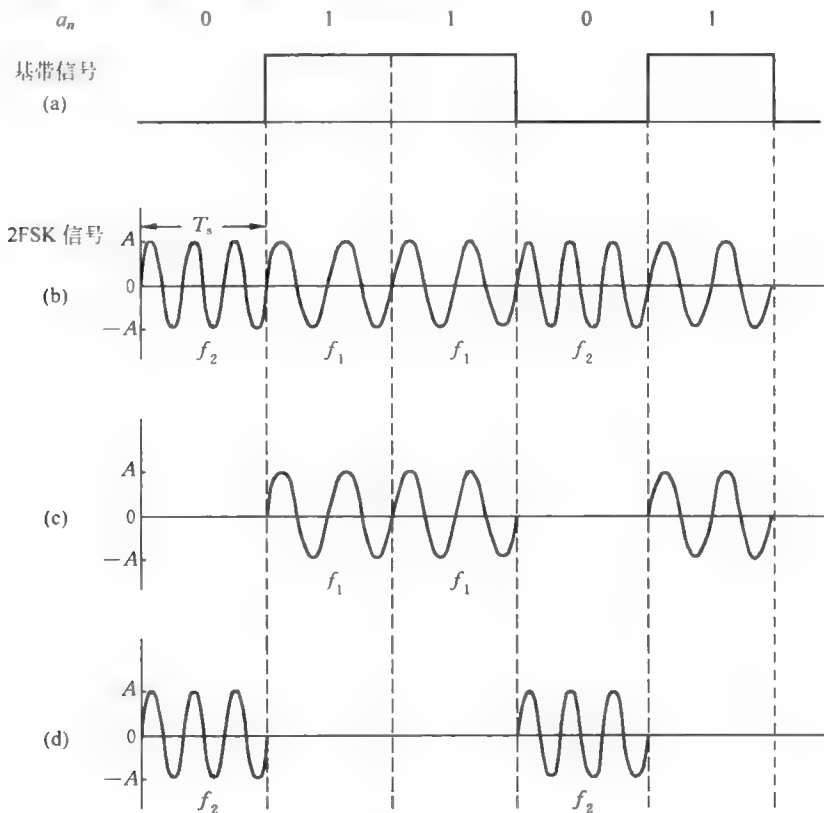 aₙ 0 1 1 0 1
基带信号
(a)
Tₛ
2FSK 信号
A
(b)
0
−A
f₂ f₁ f₁ f₂
A
(c)
0
−A
f₁ f₁
A
(d)
0
−A
f₂ f₂